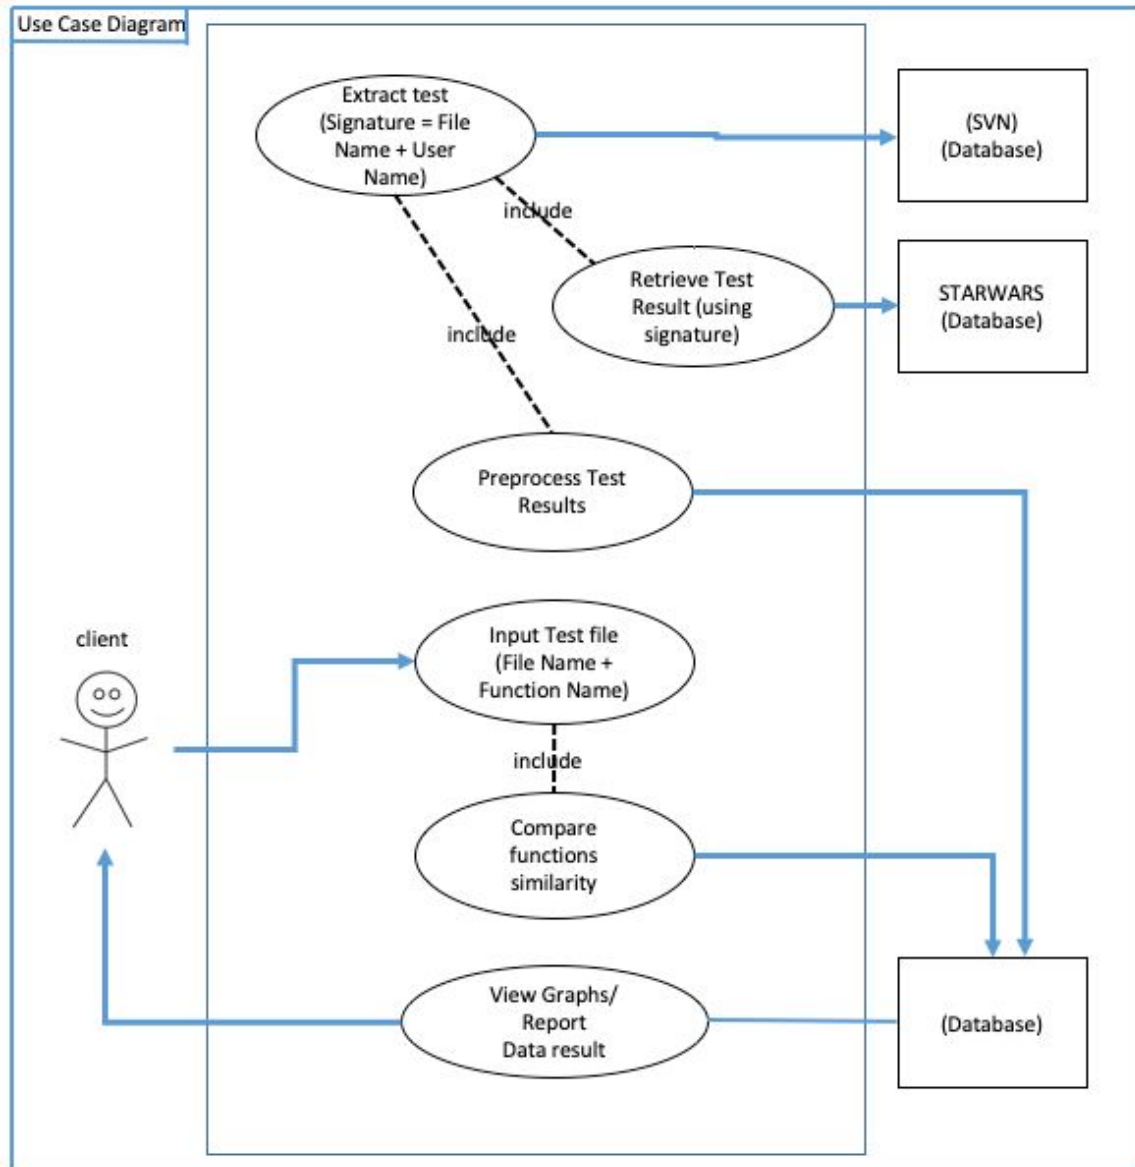 Use Case Diagram
Extract test
(Signature = File
Name + User
Name)
(SVN)
(Database)
include
Retrieve Test
Result (using
signature)
STARWARS
(Database)
include
Preprocess Test
Results
client
Input Test file
(File Name +
Function Name)
include
Compare
functions
similarity
View Graphs/
Report
Data result
(Database)